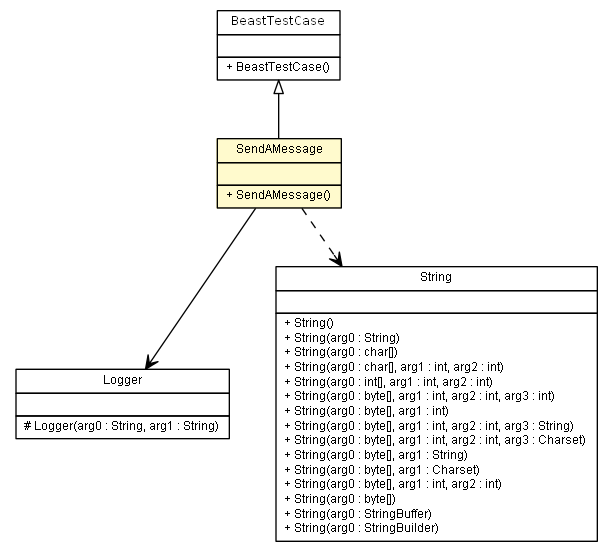 BeastTestCase
+ BeastTestCase()
SendAMessage
+ SendAMessage()
String
+ String()
+ String(arg0 : String)
+ String(arg0 : char[])
+ String(arg0 : char[], arg1 : int, arg2 : int)
+ String(arg0 : int[], arg1 : int, arg2 : int)
+ String(arg0 : byte[], arg1 : int, arg2 : int, arg3 : int)
+ String(arg0 : byte[], arg1 : int)
+ String(arg0 : byte[], arg1 : int, arg2 : int, arg3 : String)
+ String(arg0 : byte[], arg1 : int, arg2 : int, arg3 : Charset)
+ String(arg0 : byte[], arg1 : String)
+ String(arg0 : byte[], arg1 : Charset)
+ String(arg0 : byte[], arg1 : int, arg2 : int)
+ String(arg0 : byte[])
+ String(arg0 : StringBuffer)
+ String(arg0 : StringBuilder)
Logger
# Logger(arg0 : String, arg1 : String)